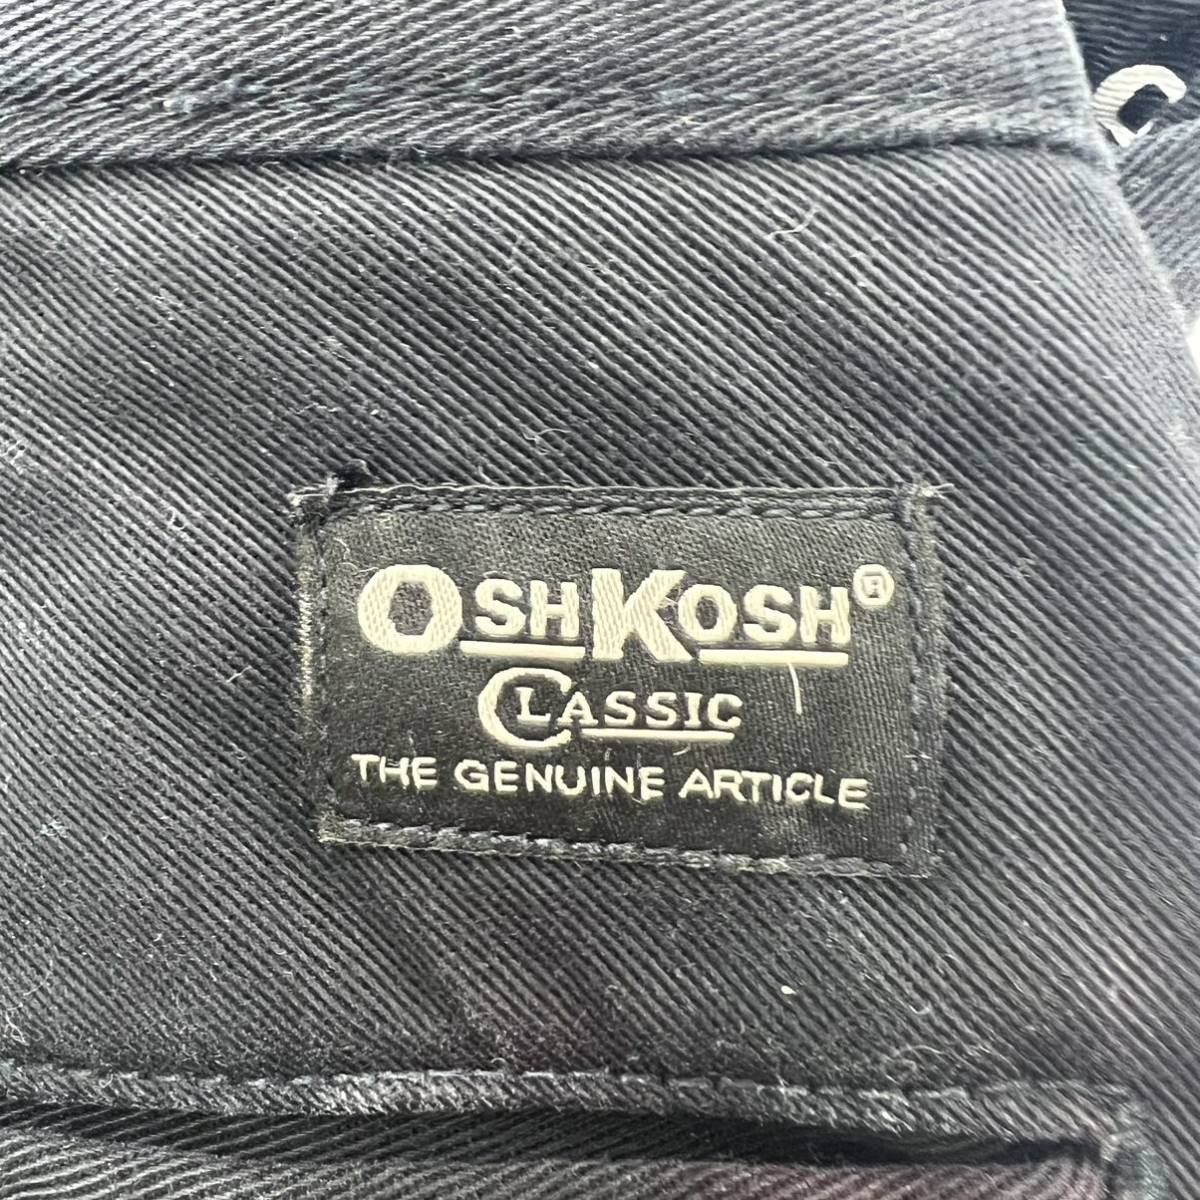 OSHKOSH®
CLASSIC
THE GENUINE ARTICLE